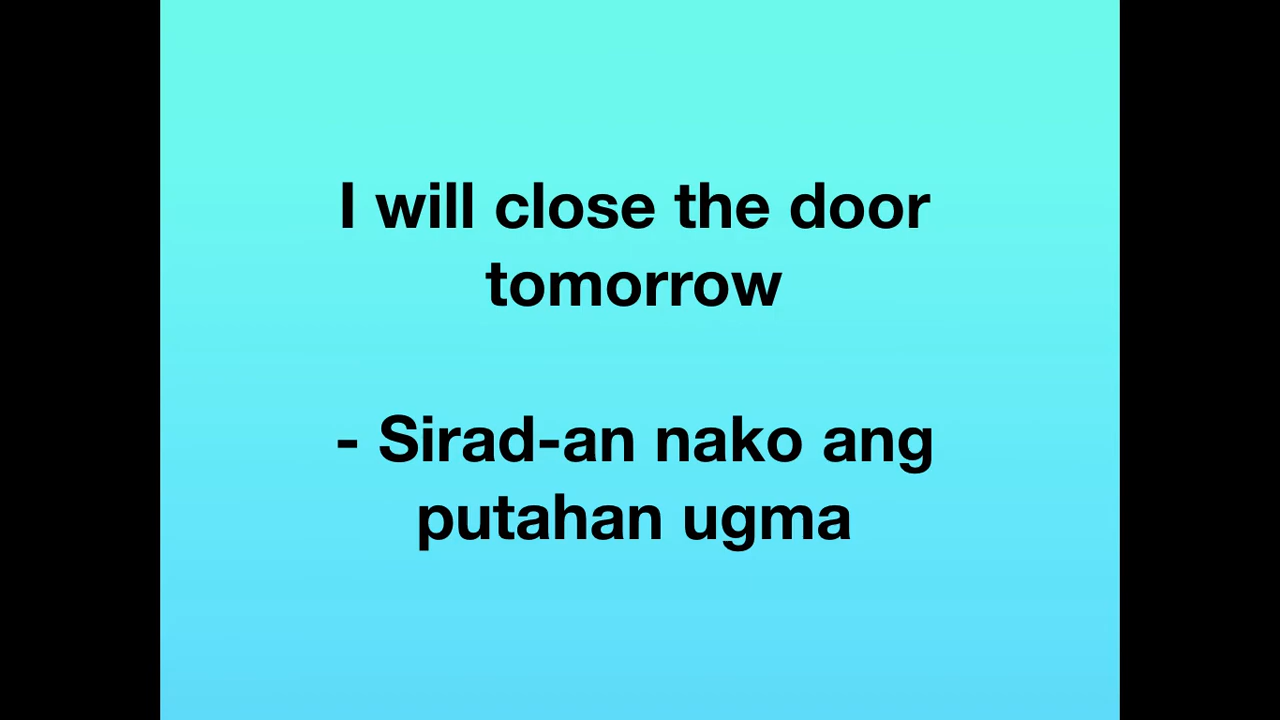 I will close the door
tomorrow
- Sirad-an nako ang
putahan ugma